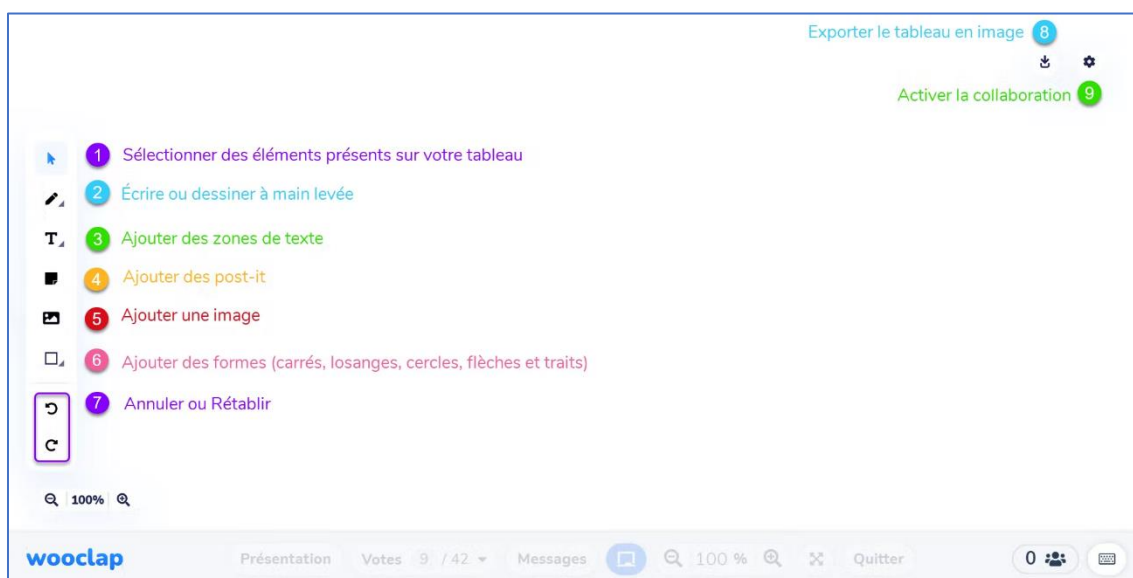 Exporter le tableau en image 8
Activer la collaboration 9
1 Sélectionner des éléments présents sur votre tableau
2 Écrire ou dessiner à main levée
T 3 Ajouter des zones de texte
4 Ajouter des post-it
5 Ajouter une image
6 Ajouter des formes (carrés, losanges, cercles, flèches et traits)
7 Annuler ou Rétablir
100%
wooclap Présentation Votes 9 / 42 Messages 100 % Quitter 0